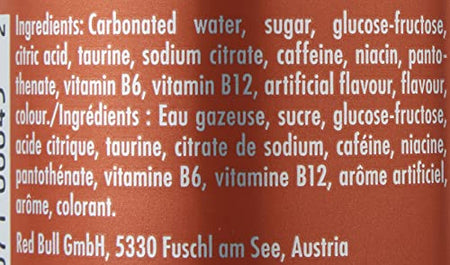 Ingredients: Carbonated water, sugar, glucose-fructose,
citric acid, taurine, sodium citrate, caffeine, niacin, panto-
thenate, vitamin B6, vitamin B12, artificial flavour, flavour,
colour./Ingrédients : Eau gazeuse, sucre, glucose-fructose,
acide citrique, taurine, citrate de sodium, caféine, niacine,
pantothénate, vitamine B6, vitamine B12, arôme artificiel,
arôme, colorant.
Red Bull GmbH, 5330 Fuschl am See, Austria